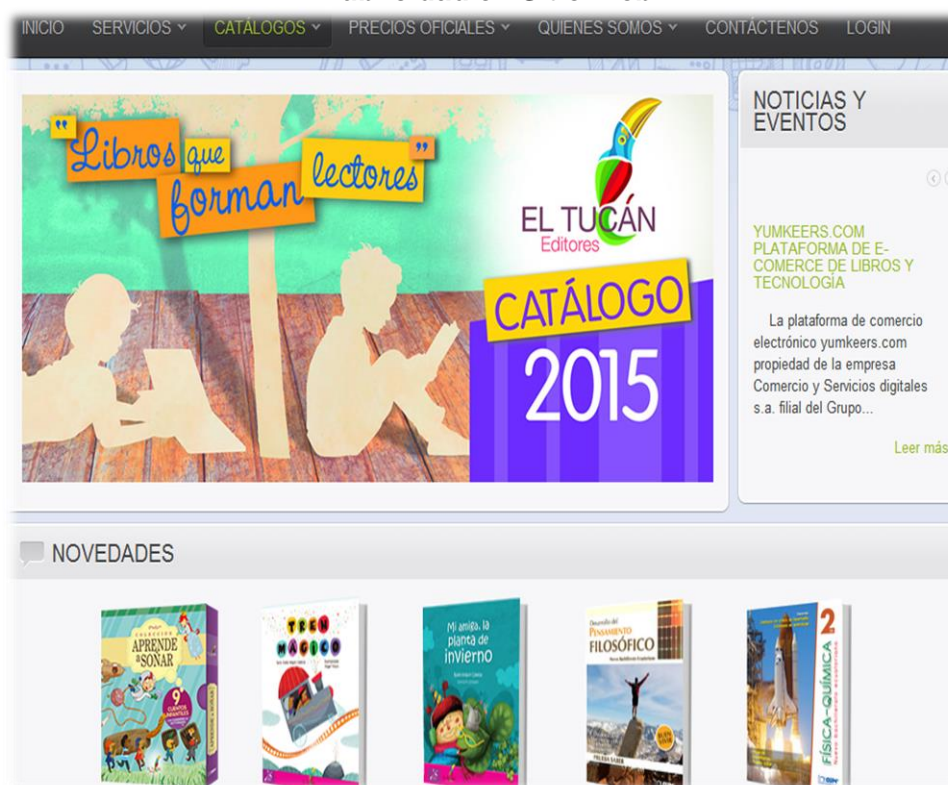 INICIO SERVICIOS CATÁLOGOS PRECIOS OFICIALES QUIENES SOMOS CONTÁCTENOS LOGIN
"Libros que
forman lectores"
EL TUCÁN
Editores
CATÁLOGO
2015
NOTICIAS Y
EVENTOS
YUMKEERS.COM
PLATAFORMA DE E-
COMERCE DE LIBROS Y
TECNOLOGÍA
La plataforma de comercio
electrónico yumkeers.com
propiedad de la empresa
Comercio y Servicios digitales
s.a. filial del Grupo...
Leer más
NOVEDADES
COLECCIÓN
APRENDE
a SOÑAR
9
CUENTOS
INFANTILES
TREN
MÁGICO
Mi amiga, la
planta de
invierno
Desarrollo del
PENSAMIENTO
FILOSÓFICO
PRUEBA SABER
2
FÍSICA-QUÍMICA